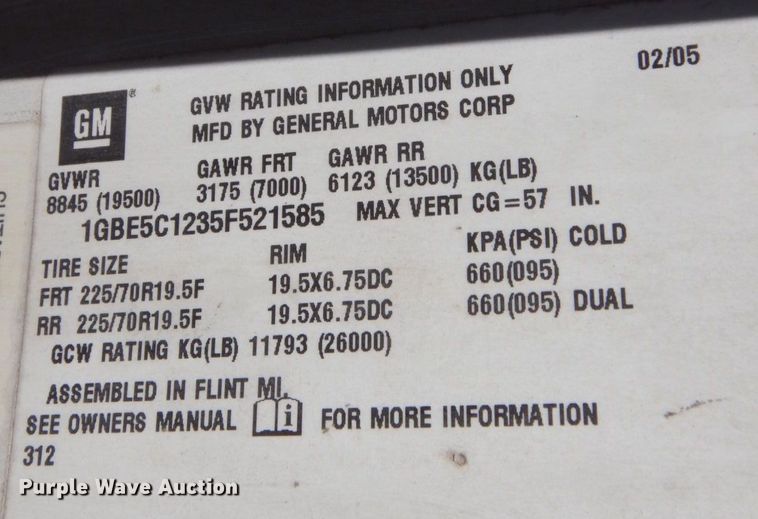 02/05
GM®
GVW RATING INFORMATION ONLY
MFD BY GENERAL MOTORS CORP
GVWR GAWR FRT GAWR RR
8845 (19500) 3175 (7000) 6123 (13500) KG(LB)
1GBE5C1235F521585 MAX VERT CG=57 IN.
TIRE SIZE RIM KPA(PSI) COLD
FRT 225/70R19.5F 19.5X6.75DC 660(095)
RR 225/70R19.5F 19.5X6.75DC 660(095) DUAL
GCW RATING KG(LB) 11793 (26000)
ASSEMBLED IN FLINT MI.
SEE OWNERS MANUAL i FOR MORE INFORMATION
312
Purple Wave Auction